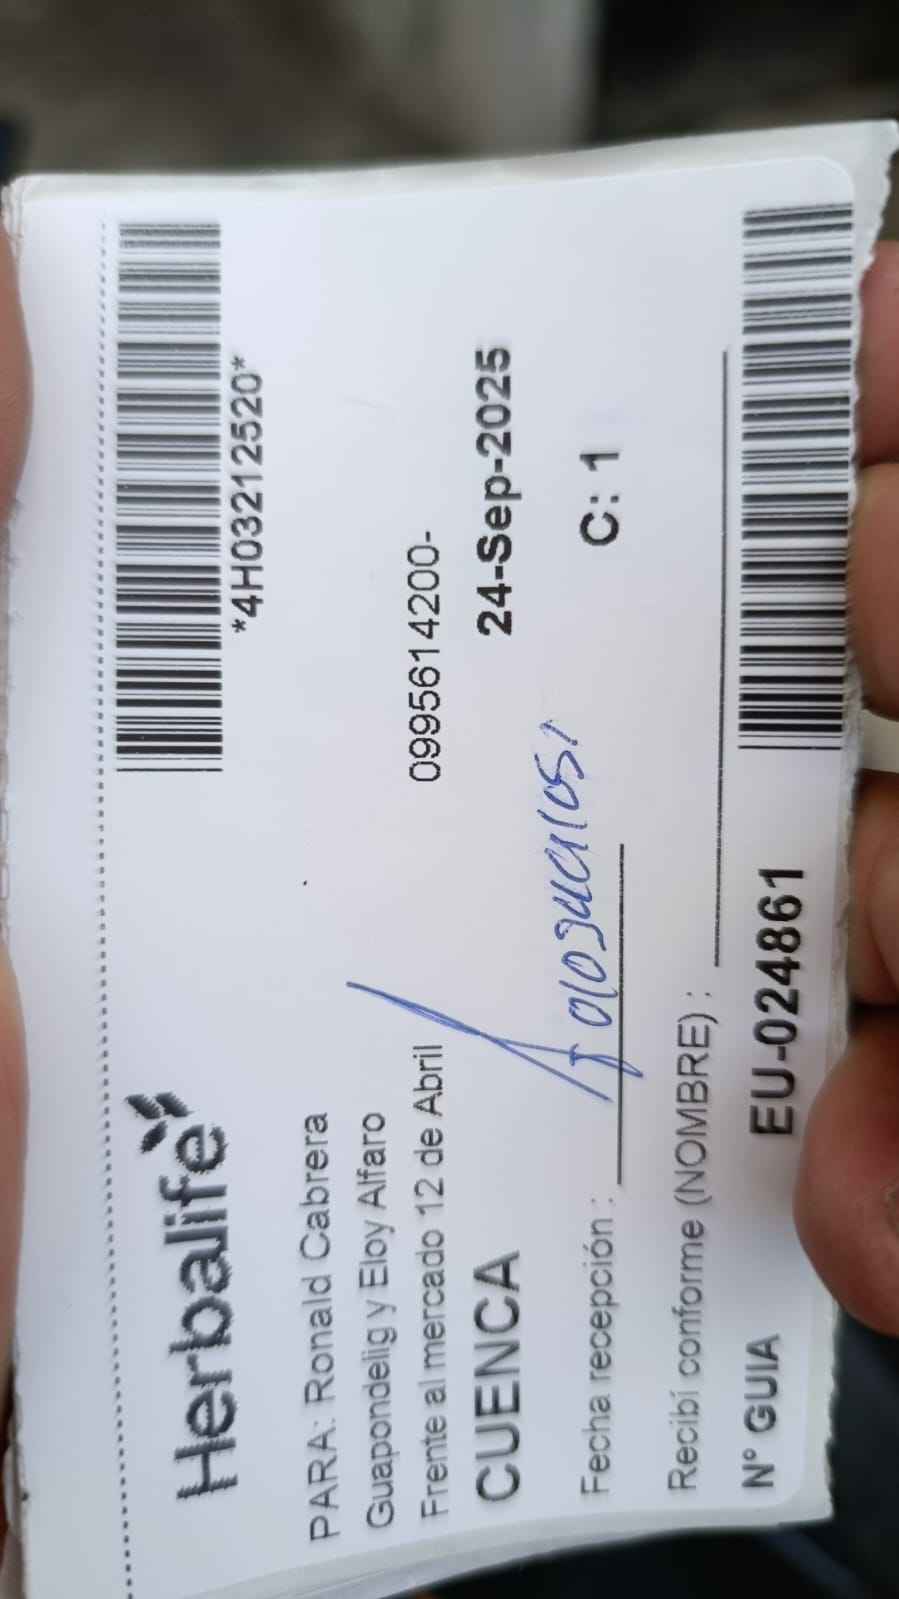 *4H03212520*
Herbalife
PARA: Ronald Cabrera
Guapondelig y Eloy Alfaro
Frente al mercado 12 de Abril
0995614200-
CUENCA
24-Sep-2025
Fecha recepción :
C: 1
Recibí conforme (NOMBRE) :
N° GUIA
EU-024861